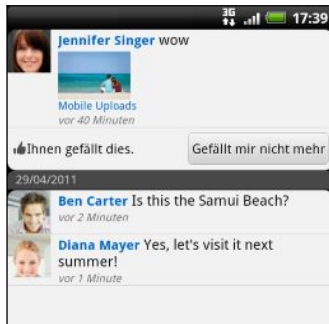 3G 17:39
Jennifer Singer wow
Mobile Uploads
vor 40 Minuten
Ihnen gefällt dies. Gefällt mir nicht mehr
29/04/2011
Ben Carter Is this the Samui Beach?
vor 2 Minuten
Diana Mayer Yes, let's visit it next
summer!
vor 1 Minute